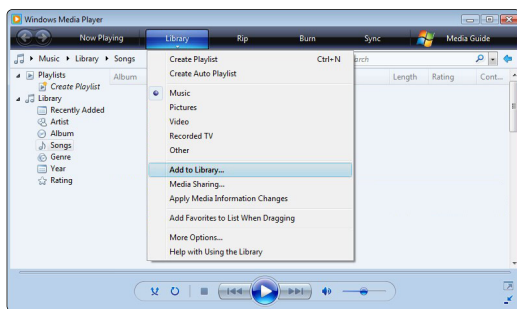 Windows Media Player
Now Playing Library Rip Burn Sync Media Guide
Music Library Songs
Playlists
Create Playlist
Library
Recently Added
Artist
Album
Songs
Genre
Year
Rating
Album
Create Playlist Ctrl+N
Create Auto Playlist
Music
Pictures
Video
Recorded TV
Other
Add to Library...
Media Sharing...
Apply Media Information Changes
Add Favorites to List When Dragging
More Options...
Help with Using the Library
arch
Length Rating Cont...